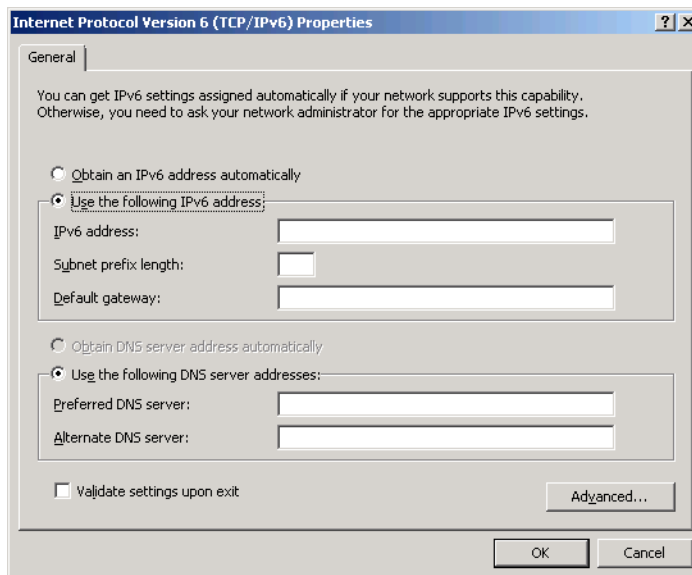 Internet Protocol Version 6 (TCP/IPv6) Properties
General
You can get IPv6 settings assigned automatically if your network supports this capability.
Otherwise, you need to ask your network administrator for the appropriate IPv6 settings.
Obtain an IPv6 address automatically
Use the following IPv6 address:
IPv6 address:
Subnet prefix length:
Default gateway:
Obtain DNS server address automatically
Use the following DNS server addresses:
Preferred DNS server:
Alternate DNS server:
Validate settings upon exit
Advanced...
OK Cancel